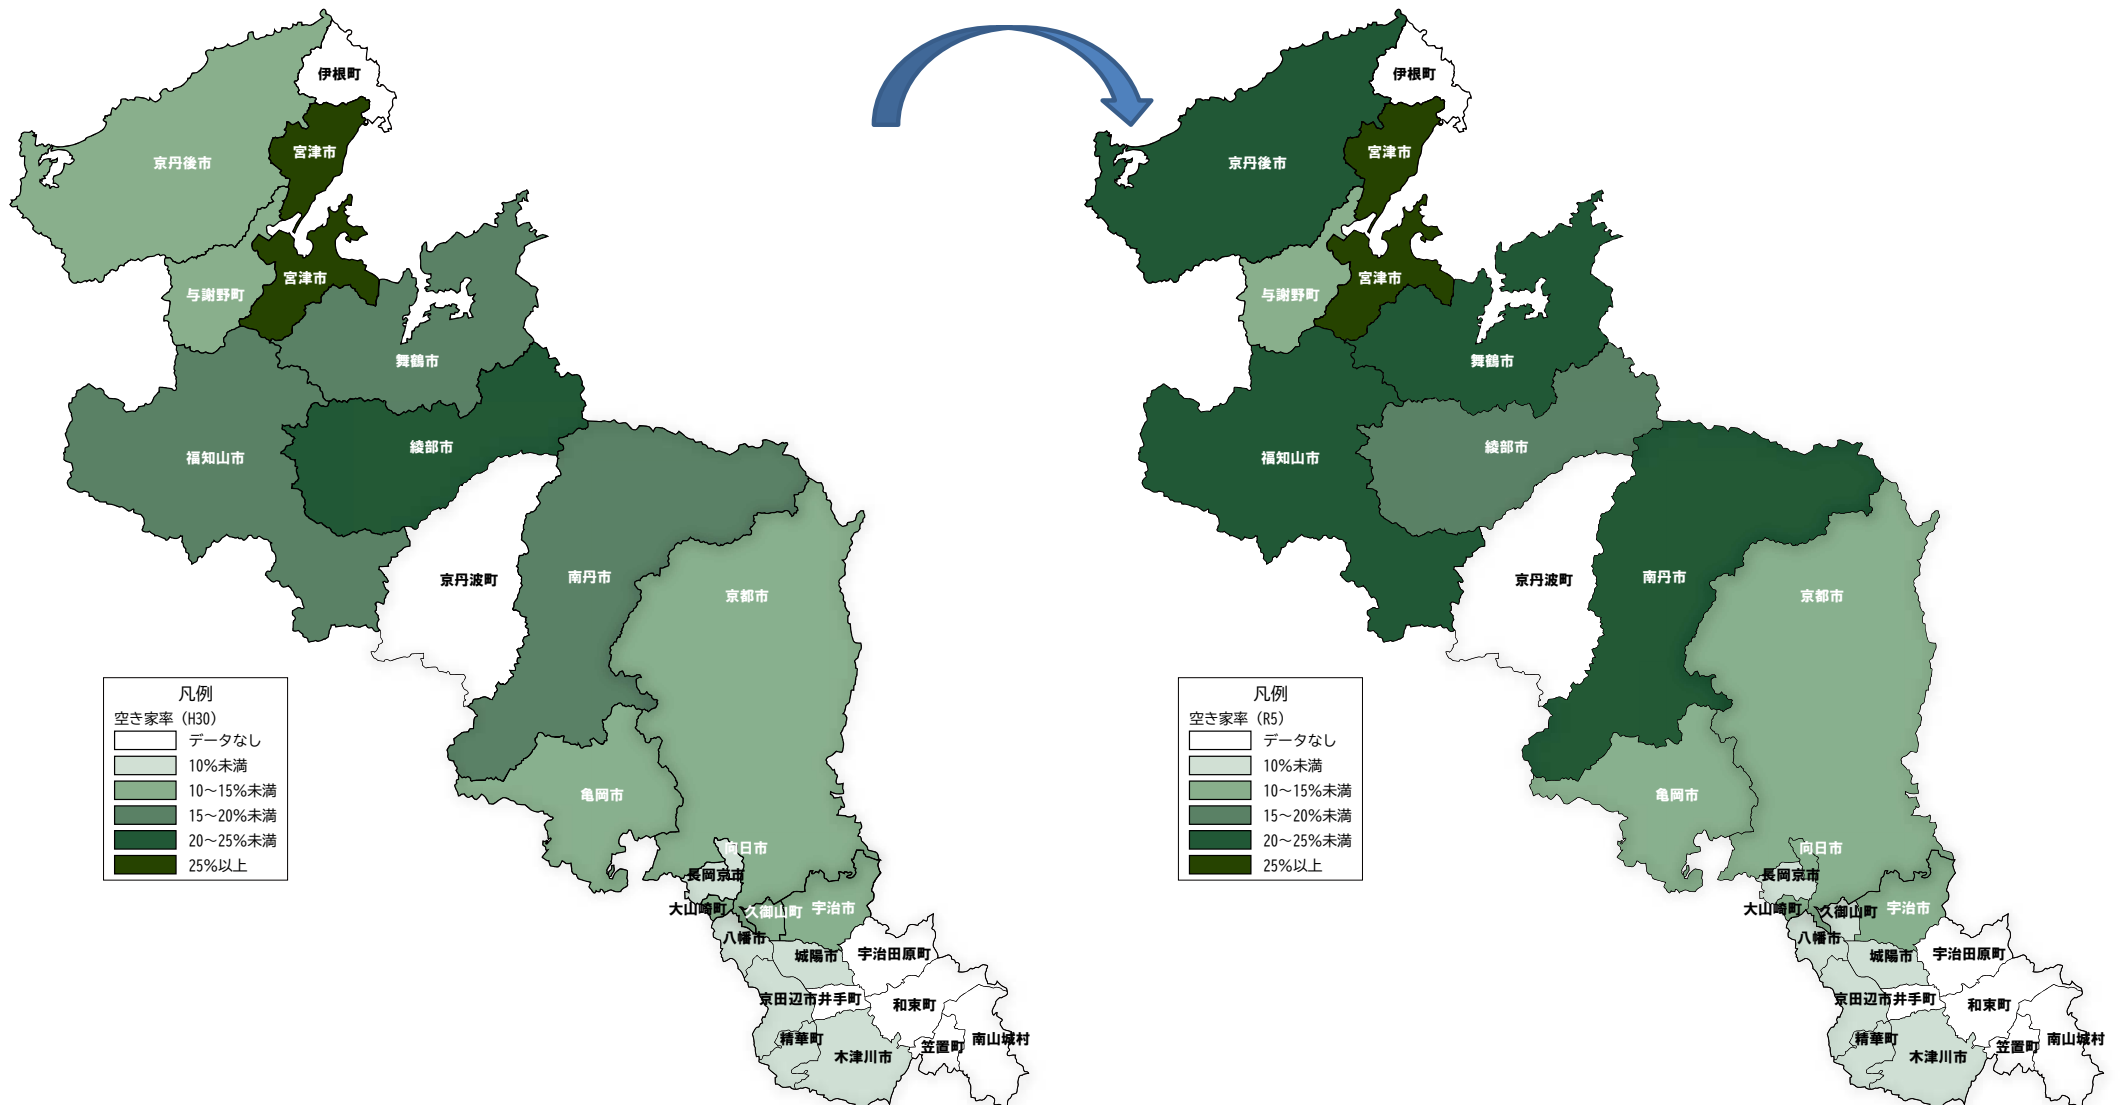 伊根町
宮津市
京丹後市
宮津市
与謝野町
舞鶴市
綾部市
福知山市
京丹波町
南丹市
京都市
亀岡市
向日市
長岡京市
大山崎町
久御山町
宇治市
八幡市
城陽市
宇治田原町
京田辺市
井手町
和束町
精華町
木津川市
笠置町
南山城村
凡例
空き家率（H30）
データなし
10%未満
10～15%未満
15～20%未満
20～25%未満
25%以上
伊根町
宮津市
京丹後市
宮津市
与謝野町
舞鶴市
綾部市
福知山市
京丹波町
南丹市
京都市
亀岡市
向日市
長岡京市
大山崎町
久御山町
宇治市
八幡市
城陽市
宇治田原町
京田辺市
井手町
和束町
精華町
木津川市
笠置町
南山城村
凡例
空き家率（R5）
データなし
10%未満
10～15%未満
15～20%未満
20～25%未満
25%以上